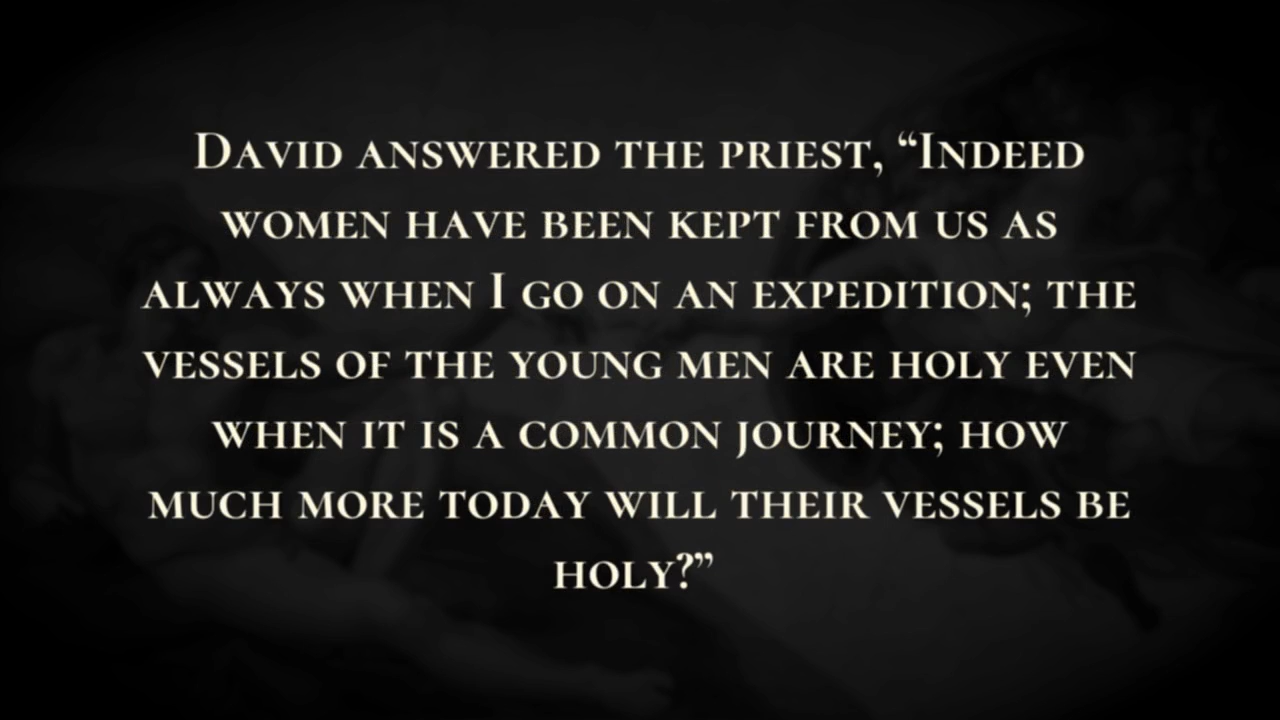 David answered the priest, “Indeed
women have been kept from us as
always when I go on an expedition; the
vessels of the young men are holy even
when it is a common journey; how
much more today will their vessels be
holy?”